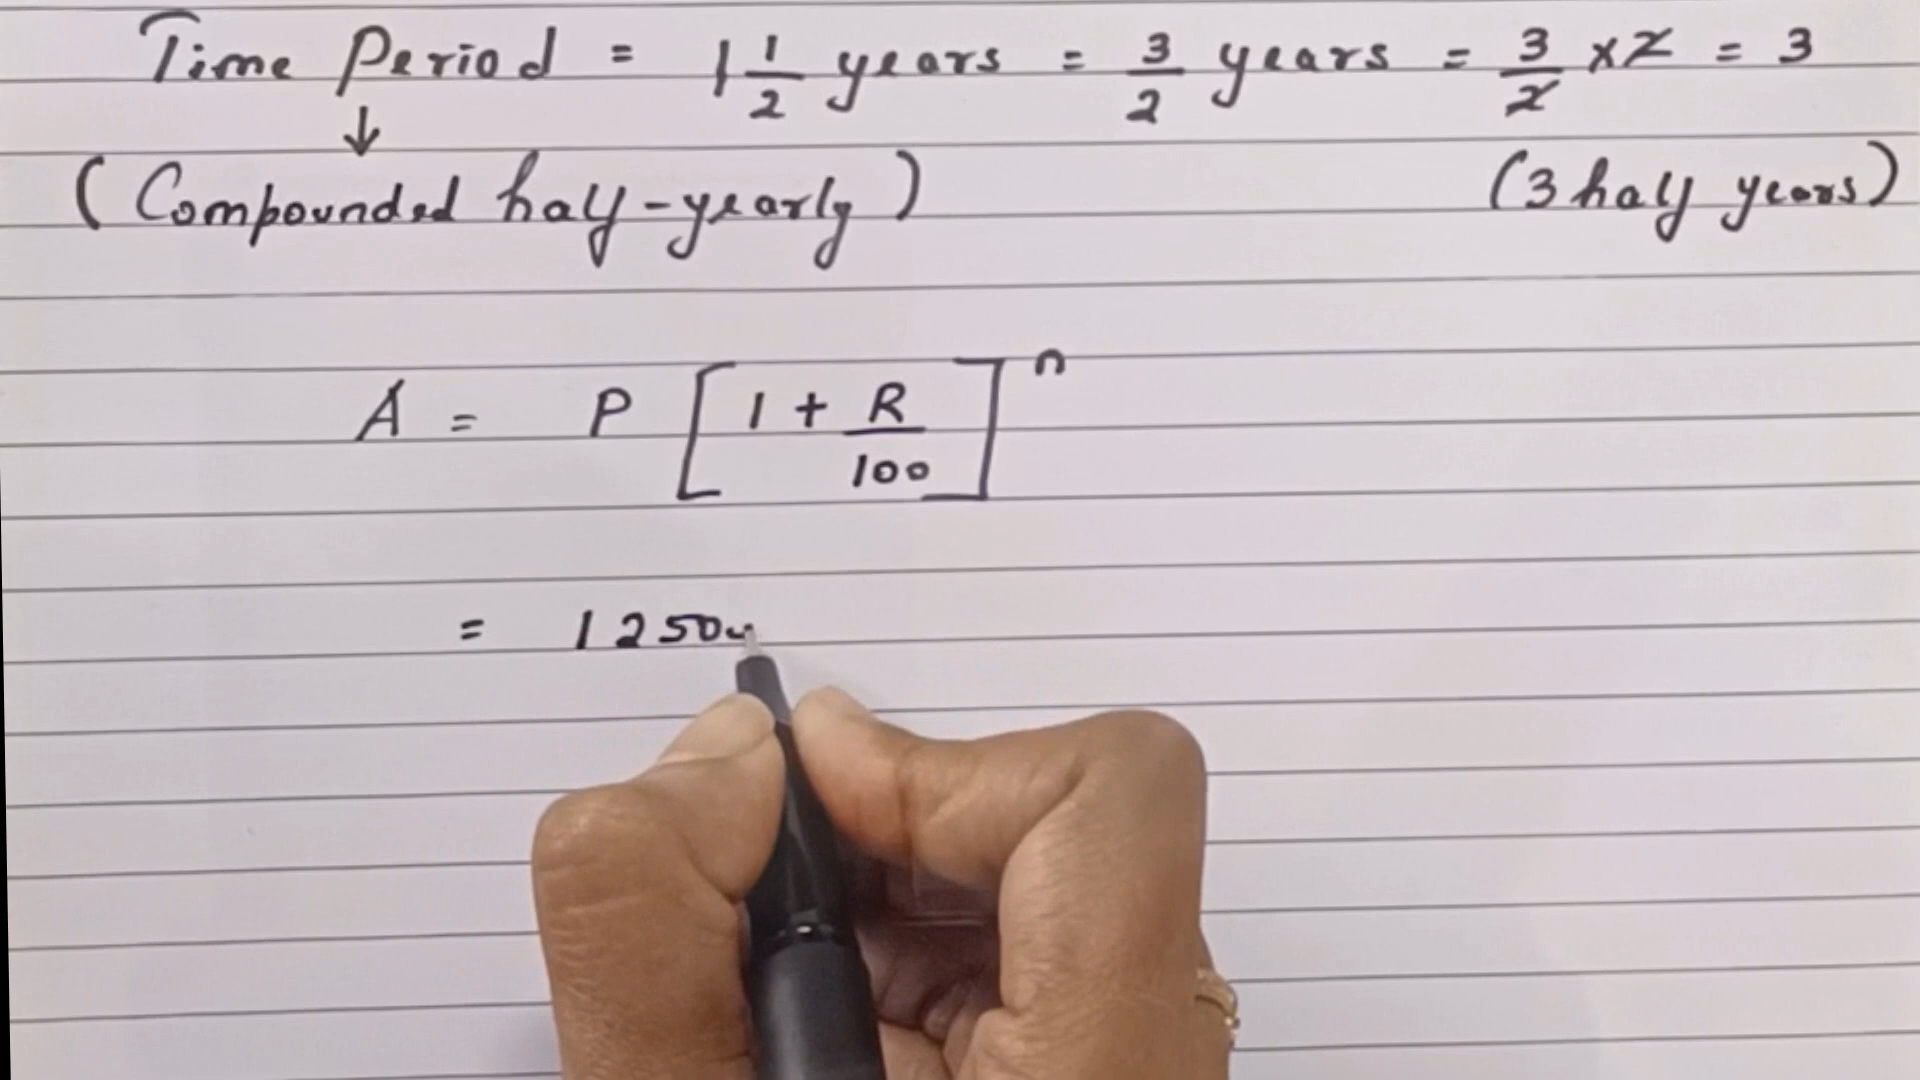 Time Period = 1 1/2 years = 3/2 years = 3/2 × 2 = 3
↓
(Compounded half-yearly) (3 half years)
A = P [1 + R/100]ⁿ
= 1250